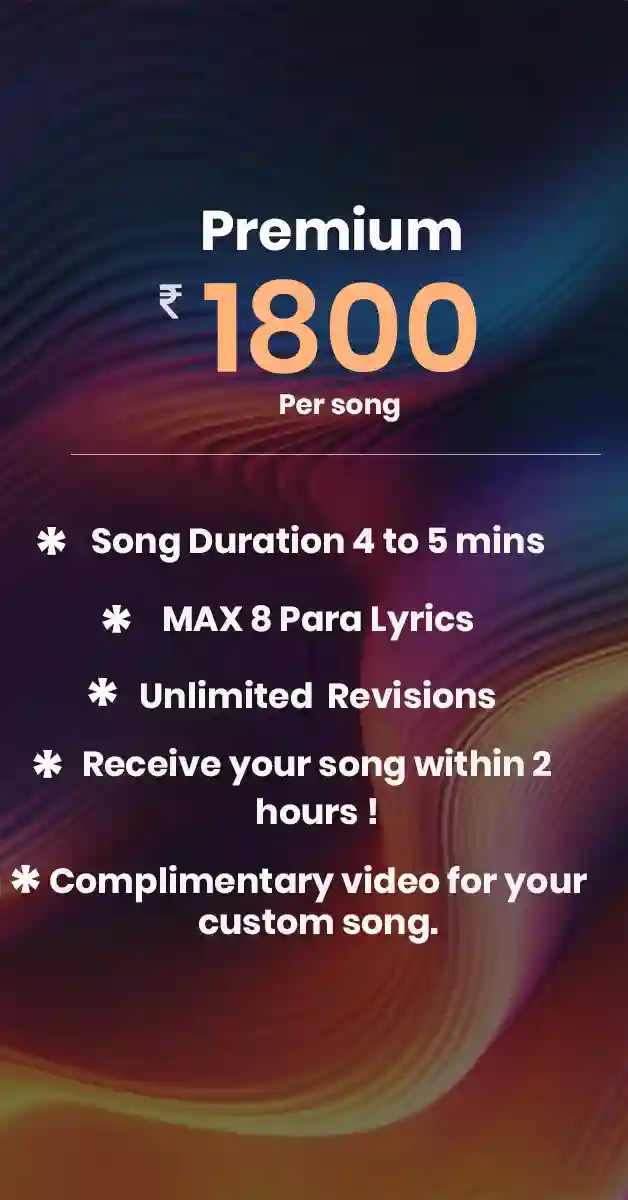 Premium
₹ 1800
Per song
* Song Duration 4 to 5 mins
* MAX 8 Para Lyrics
* Unlimited Revisions
* Receive your song within 2
hours !
* Complimentary video for your
custom song.